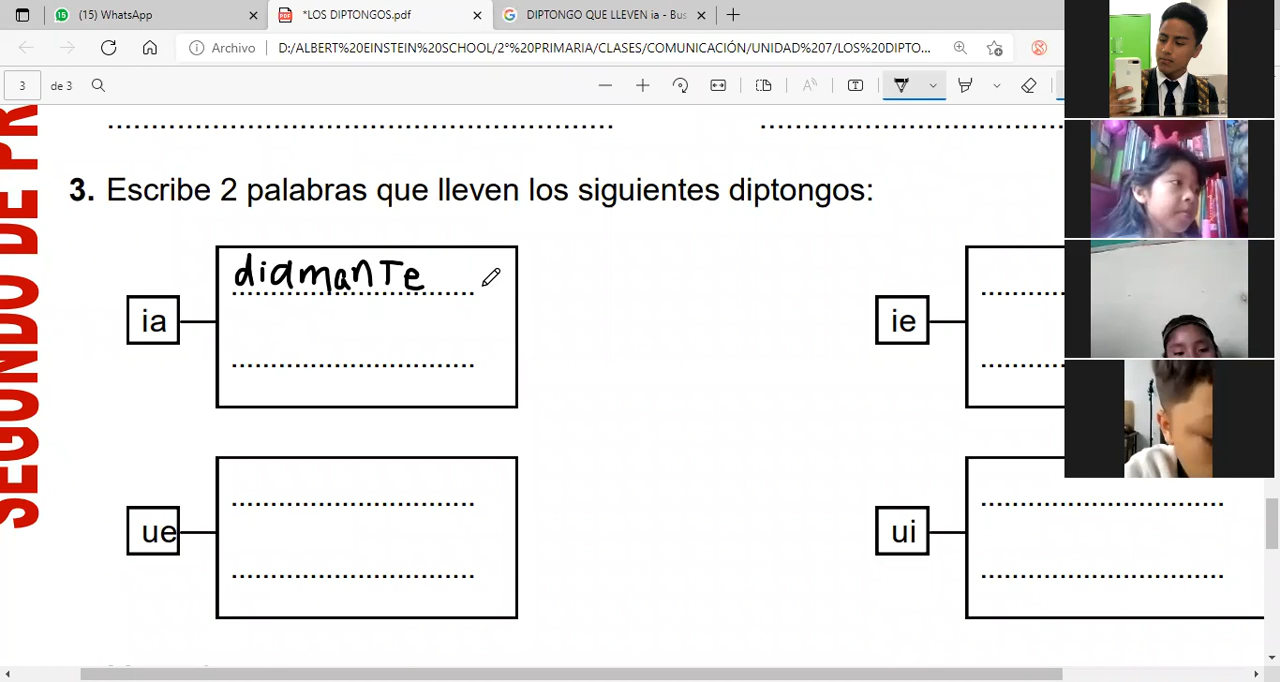 (15) WhatsApp
*LOS DIPTONGOS.pdf
DIPTONGO QUE LLEVEN ia - Bus
Archivo
D:/ALBERT%20EINSTEIN%20SCHOOL/2°%20PRIMARIA/CLASES/COMUNICACIÓN/UNIDAD%207/LOS%20DIPTO...
3 de 3
SEGUNDO DE PR
3. Escribe 2 palabras que lleven los siguientes diptongos:
ia
diamante
ie
ue
ui